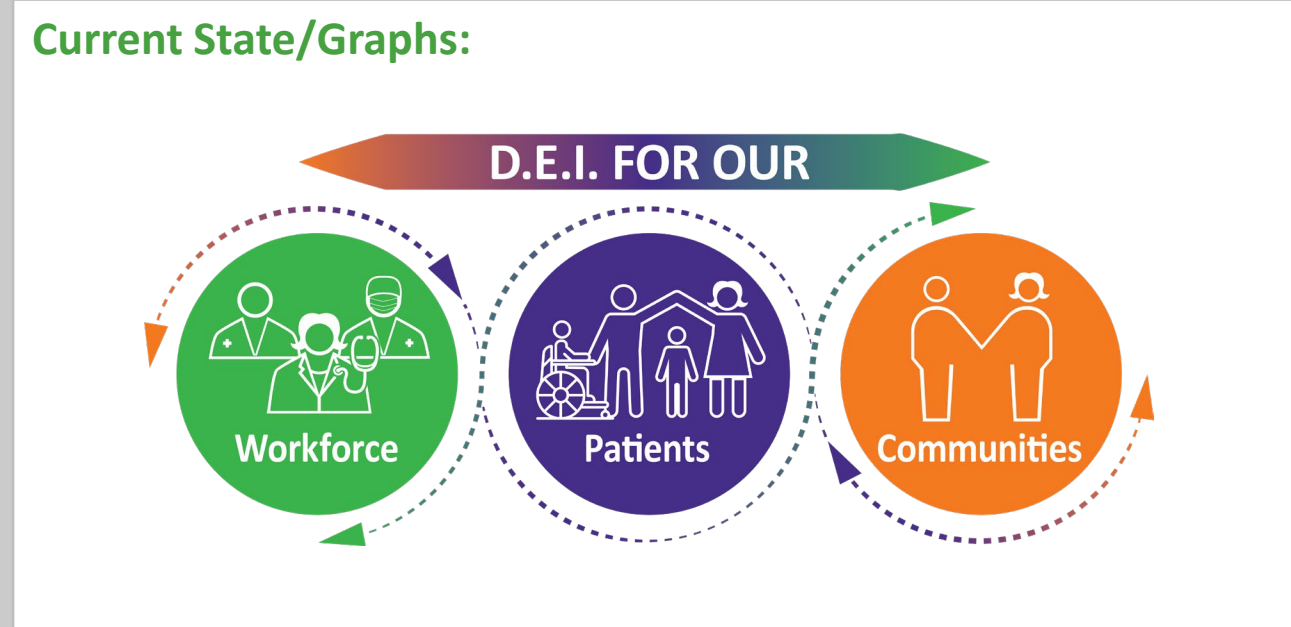 Current State/Graphs:
D.E.I. FOR OUR
Workforce
Patients
Communities